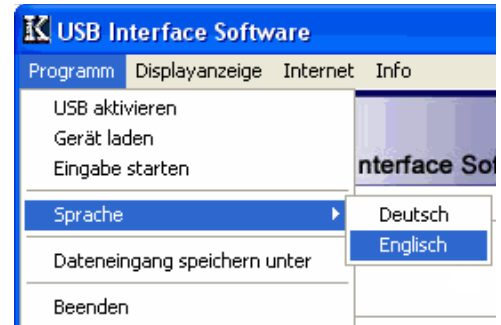 K USB Interface Software
Programm Displayanzeige Internet Info
USB aktivieren
Gerät laden
Eingabe starten
nterface Sof
Sprache
Deutsch
Englisch
Dateneingang speichern unter
Beenden